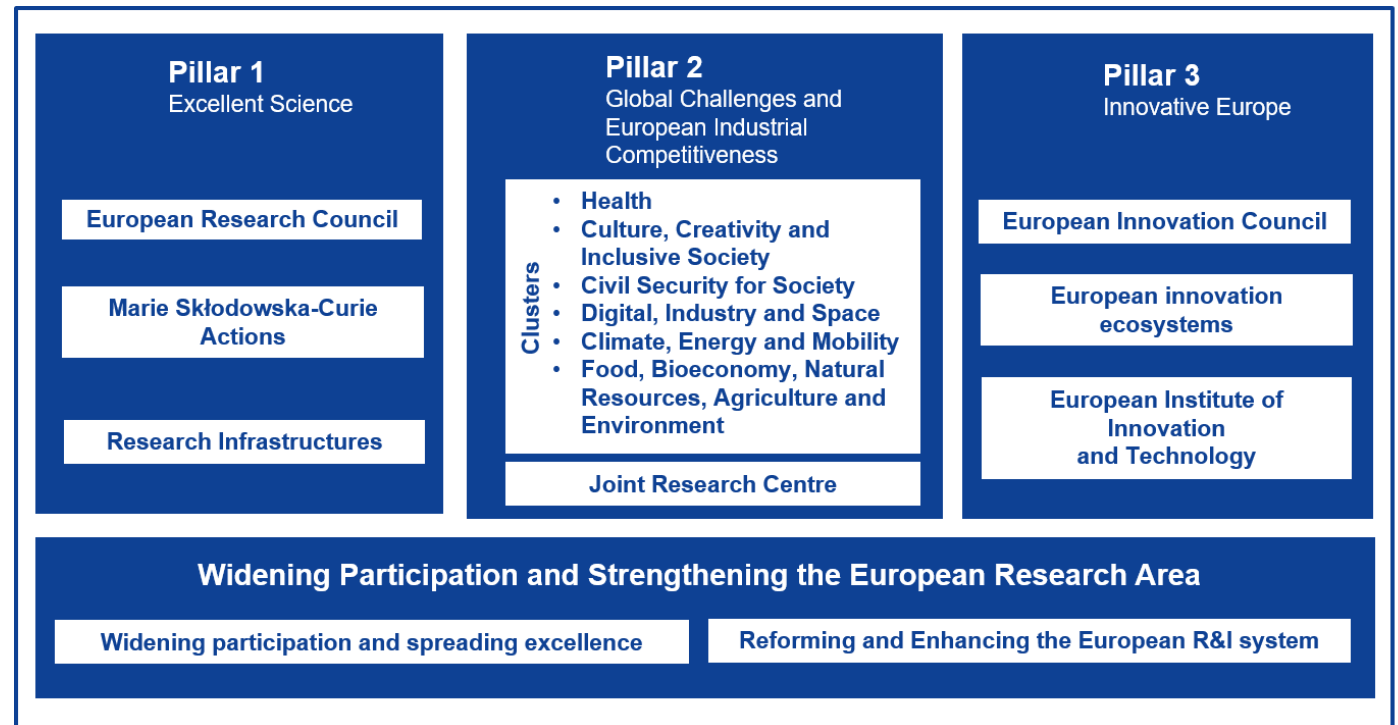 Pillar 1
Excellent Science
European Research Council
Marie Skłodowska-Curie
Actions
Research Infrastructures
Pillar 2
Global Challenges and
European Industrial
Competitiveness
Clusters
• Health
• Culture, Creativity and
Inclusive Society
• Civil Security for Society
• Digital, Industry and Space
• Climate, Energy and Mobility
• Food, Bioeconomy, Natural
Resources, Agriculture and
Environment
Joint Research Centre
Pillar 3
Innovative Europe
European Innovation Council
European innovation
ecosystems
European Institute of
Innovation
and Technology
Widening Participation and Strengthening the European Research Area
Widening participation and spreading excellence
Reforming and Enhancing the European R&I system